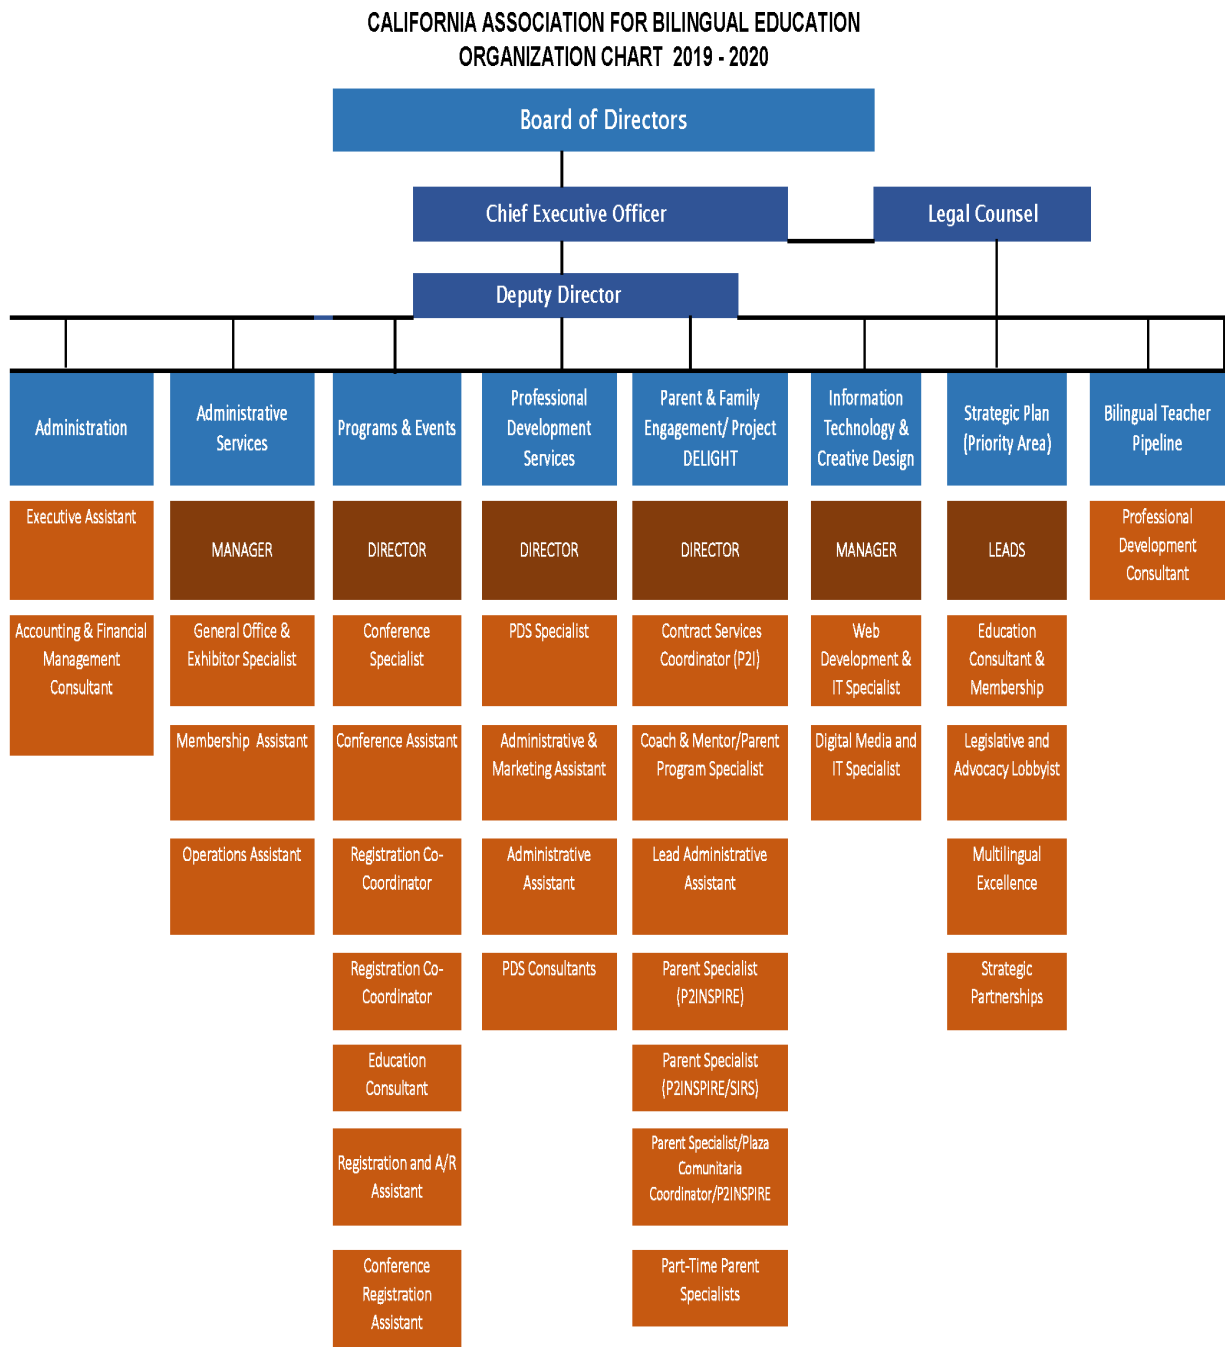 CALIFORNIA ASSOCIATION FOR BILINGUAL EDUCATION
ORGANIZATION CHART 2019 - 2020
Board of Directors
Chief Executive Officer
Legal Counsel
Deputy Director
Administration
Executive Assistant
Accounting & Financial
Management
Consultant
Administrative
Services
MANAGER
General Office &
Exhibitor Specialist
Membership Assistant
Operations Assistant
Programs & Events
DIRECTOR
Conference
Specialist
Conference Assistant
Registration Co-
Coordinator
Registration Co-
Coordinator
Education
Consultant
Registration and A/R
Assistant
Conference
Registration
Assistant
Professional
Development
Services
DIRECTOR
PDS Specialist
Administrative &
Marketing Assistant
Administrative
Assistant
PDS Consultants
Parent & Family
Engagement/ Project
DELIGHT
DIRECTOR
Contract Services
Coordinator (P2I)
Coach & Mentor/Parent
Program Specialist
Lead Administrative
Assistant
Parent Specialist
(P2INSPIRE)
Parent Specialist
(P2INSPIRE/SIRS)
Parent Specialist/Plaza
Comunitaria
Coordinator/P2INSPIRE
Part-Time Parent
Specialists
Information
Technology &
Creative Design
MANAGER
Web
Development &
IT Specialist
Digital Media and
IT Specialist
Strategic Plan
(Priority Area)
LEADS
Education
Consultant &
Membership
Legislative and
Advocacy Lobbyist
Multilingual
Excellence
Strategic
Partnerships
Bilingual Teacher
Pipeline
Professional
Development
Consultant